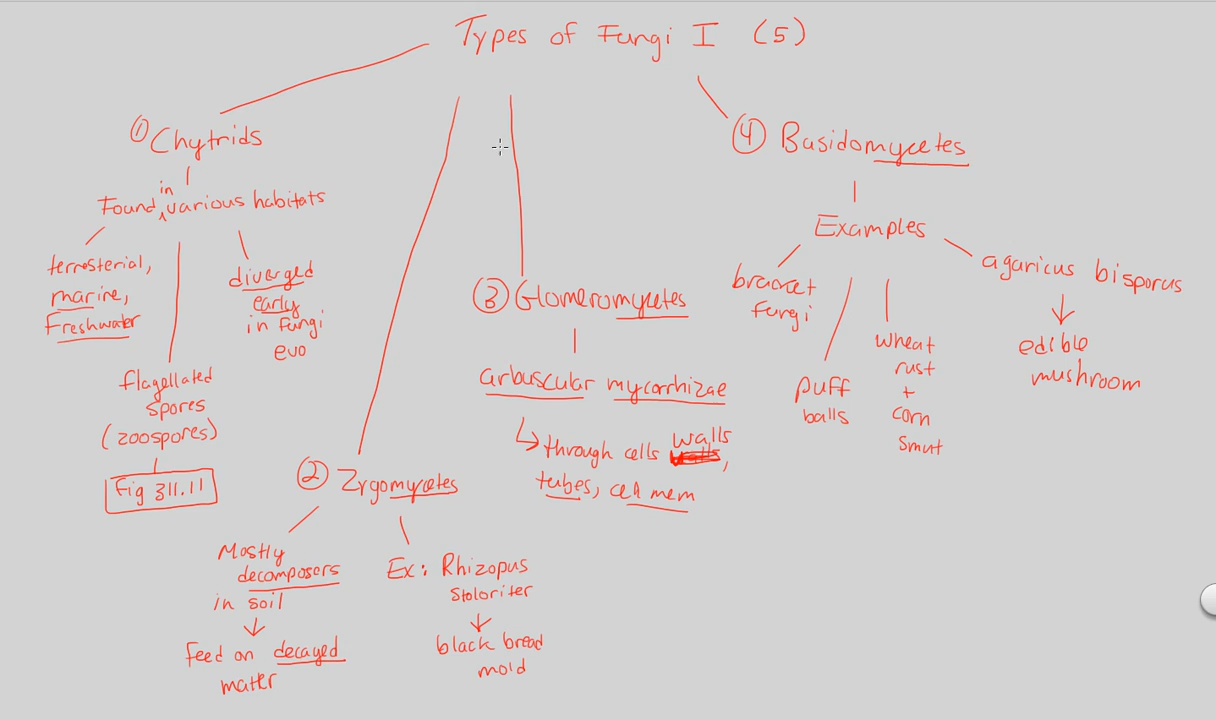 Types of Fungi I (5)
① Chytrids
Found in various habitats
terresterial,
marine,
Freshwater
flagellated
spores
(zoospores)
Fig 311.11
diverged
early
in Fungi
evo
② Zygomycetes
Mostly
decomposers
in soil
↓
Feed on decayed
mater
Ex: Rhizopus
Stoloriter
↓
black bread
mold
③ Glomeromycetes
arbuscular mycorrhizae
↳ through cells walls,
tubes, cell mem
④ Basidomycetes
Examples
bracket
Fungi
puff
balls
wheat
rust
+
corn
smut
agaricus bisporus
↓
edible
mushroom